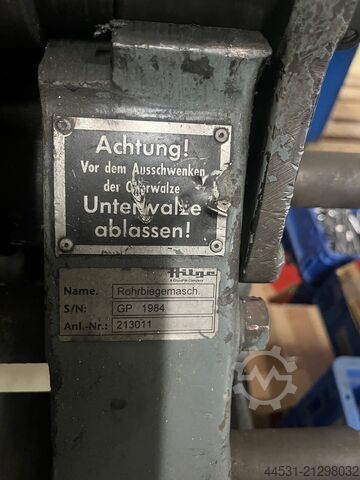 Achtung!
Vor dem Ausschwenken
der Oberwalze
Unterwalze
ablassen!
Hilge
Name: Rohrbiegemasch.
S/N: GP 1984
Anl.-Nr.: 213011
44531-21298032